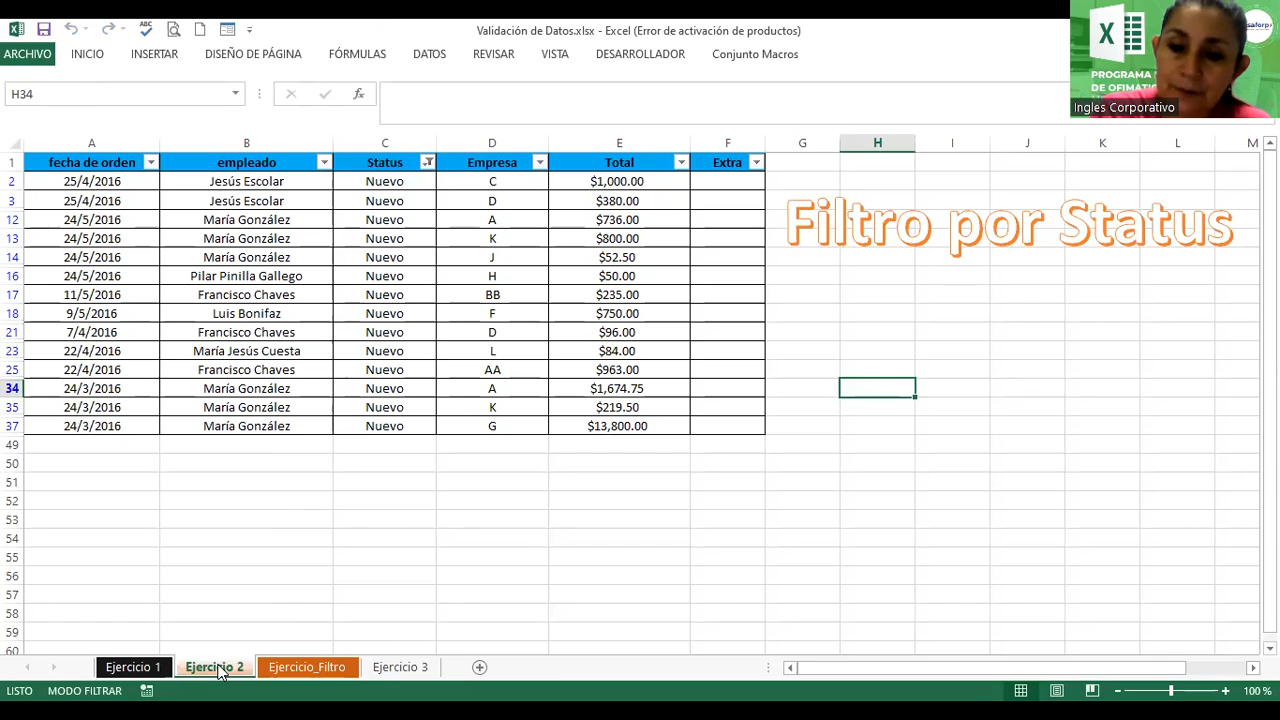 Validación de Datos.xlsx - Excel (Error de activación de productos)
ARCHIVO INICIO INSERTAR DISEÑO DE PÁGINA FÓRMULAS DATOS REVISAR VISTA DESARROLLADOR Conjunto Macros
PROGRAMA
DE OFIMÁTIC
Ingles Corporativo
H34 fx
A B C D E F G H I J K L M
1 fecha de orden empleado Status Empresa Total Extra
2 25/4/2016 Jesús Escolar Nuevo C $1,000.00
3 25/4/2016 Jesús Escolar Nuevo D $380.00
12 24/5/2016 María González Nuevo A $736.00
13 24/5/2016 María González Nuevo K $800.00
14 24/5/2016 María González Nuevo J $52.50
16 24/5/2016 Pilar Pinilla Gallego Nuevo H $50.00
17 11/5/2016 Francisco Chaves Nuevo BB $235.00
18 9/5/2016 Luis Bonifaz Nuevo F $750.00
21 7/4/2016 Francisco Chaves Nuevo D $96.00
23 22/4/2016 María Jesús Cuesta Nuevo L $84.00
25 22/4/2016 Francisco Chaves Nuevo AA $963.00
34 24/3/2016 María González Nuevo A $1,674.75
35 24/3/2016 María González Nuevo K $219.50
37 24/3/2016 María González Nuevo G $13,800.00
Filtro por Status
49
50
51
52
53
54
55
56
57
58
59
60
Ejercicio 1 Ejercicio 2 Ejercicio_Filtro Ejercicio 3
LISTO MODO FILTRAR 100 %